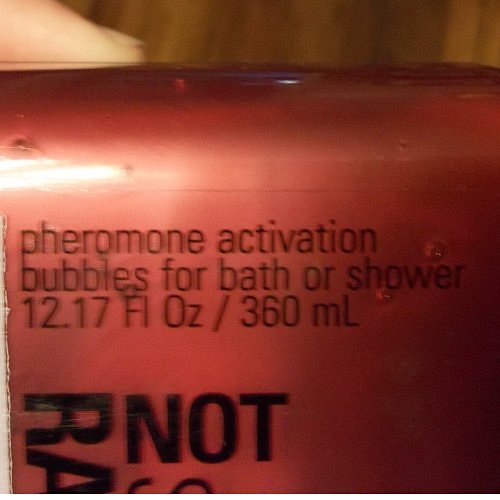 pheromone activation
bubbles for bath or shower
12.17 Fl Oz / 360 mL
NOT